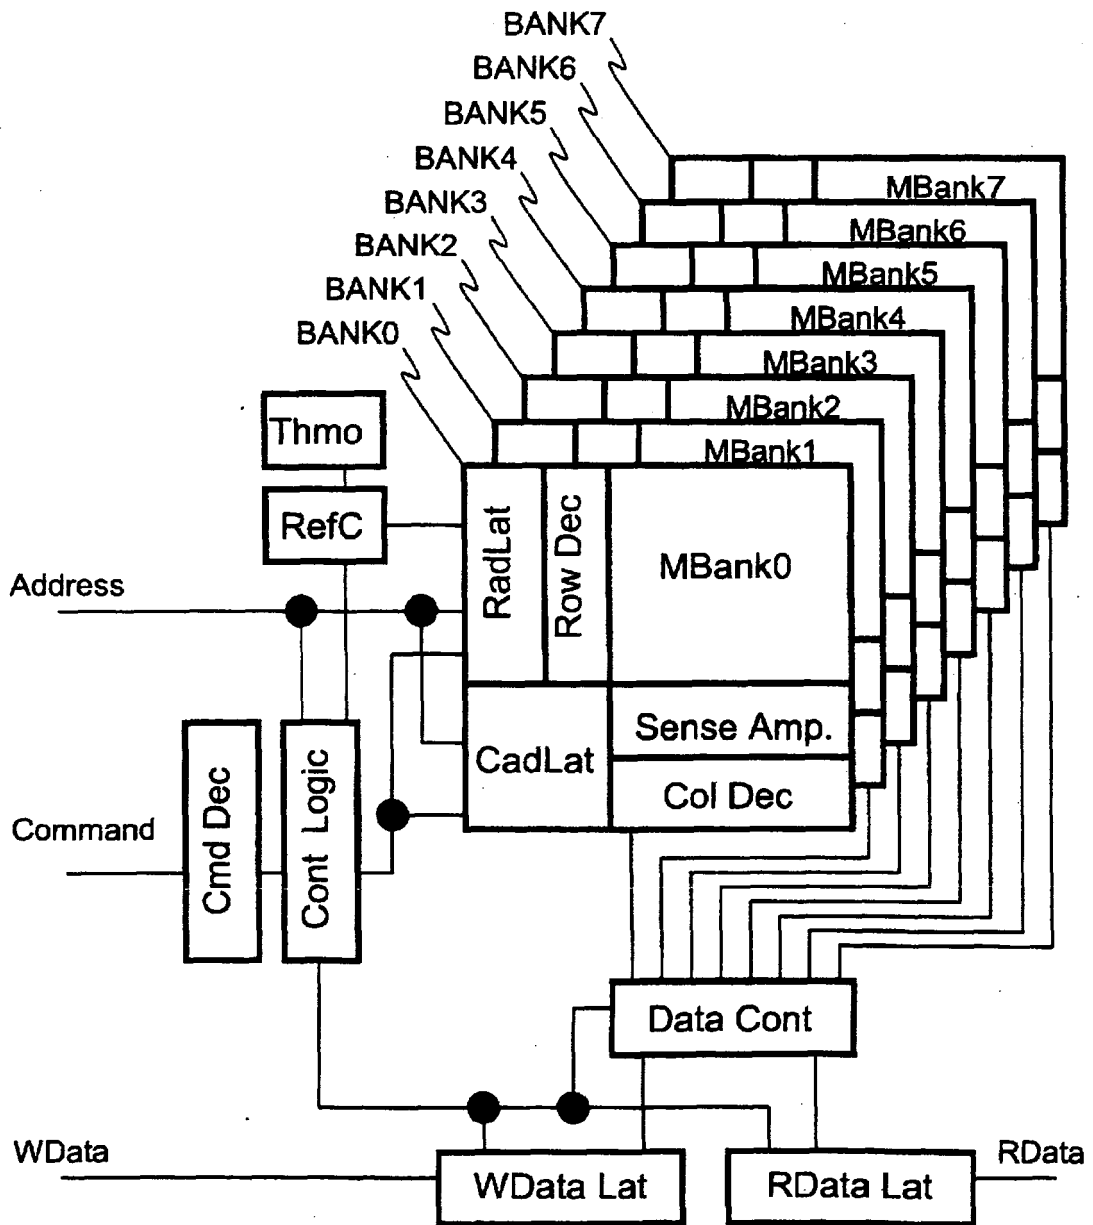 BANK7
BANK6
BANK5
BANK4
BANK3
BANK2
BANK1
BANK0
MBank7
MBank6
MBank5
MBank4
MBank3
MBank2
MBank1
Thmo
RefC
RadLat
Row Dec
MBank0
Address
Sense Amp.
CadLat
Col Dec
Command
Cmd Dec
Cont Logic
Data Cont
WData
WData Lat
RData Lat
RData